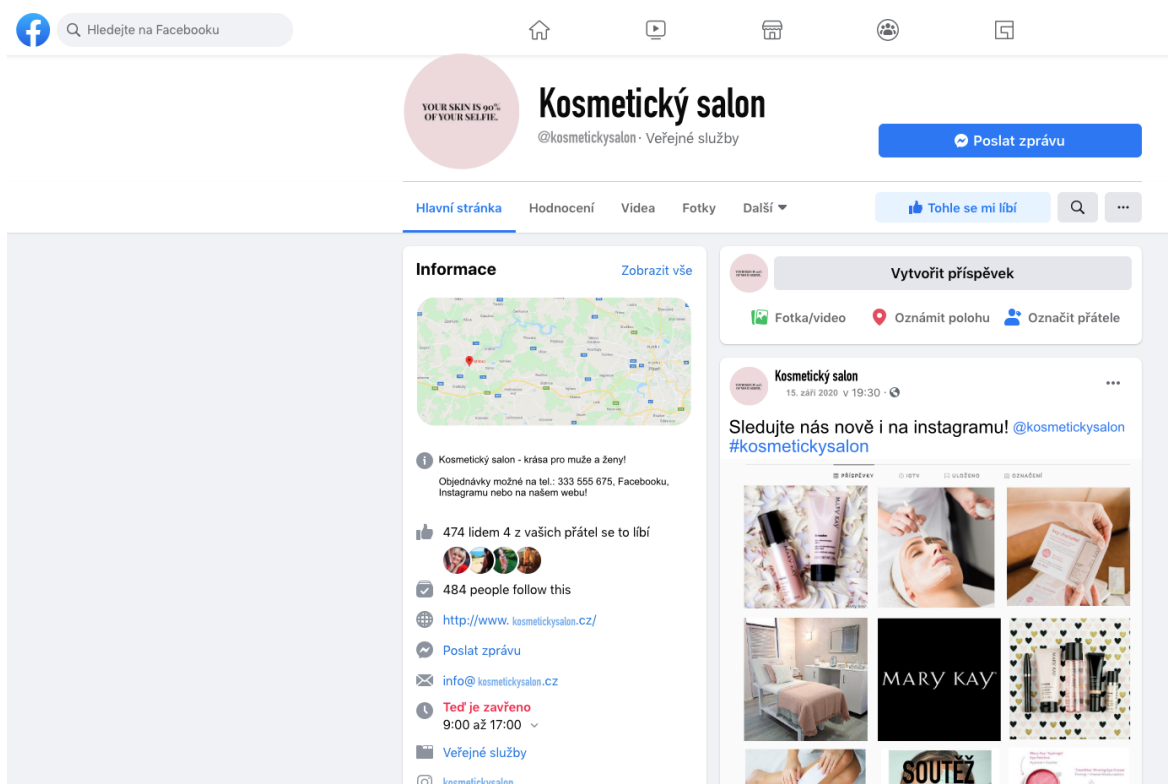 Hledejte na Facebooku
YOUR SKIN IS 90%
OF YOUR SELFIE.
Kosmetický salon
@kosmetickysalon · Veřejné služby
Poslat zprávu
Hlavní stránka
Hodnocení
Videa
Fotky
Další
Tohle se mi líbí
Informace
Zobrazit vše
Kosmetický salon - krása pro muže a ženy!
Objednávky možné na tel.: 333 555 675, Facebooku,
Instagramu nebo na našem webu!
474 lidem 4 z vašich přátel se to líbí
484 people follow this
http://www. kosmetickysalon.cz/
Poslat zprávu
info@ kosmetickysalon.cz
Teď je zavřeno
9:00 až 17:00
Veřejné služby
kosmetickysalon
Vytvořit příspěvek
Fotka/video
Oznámit polohu
Označit přátele
Kosmetický salon
15. září 2020 v 19:30 ·
Sledujte nás nově i na instagramu! @kosmetickysalon
#kosmetickysalon
PŘÍSPĚVKY
IGTV
ULOŽENO
OZNAČENÍ
MARY KAY
MARY KAY
SOUTĚŽ